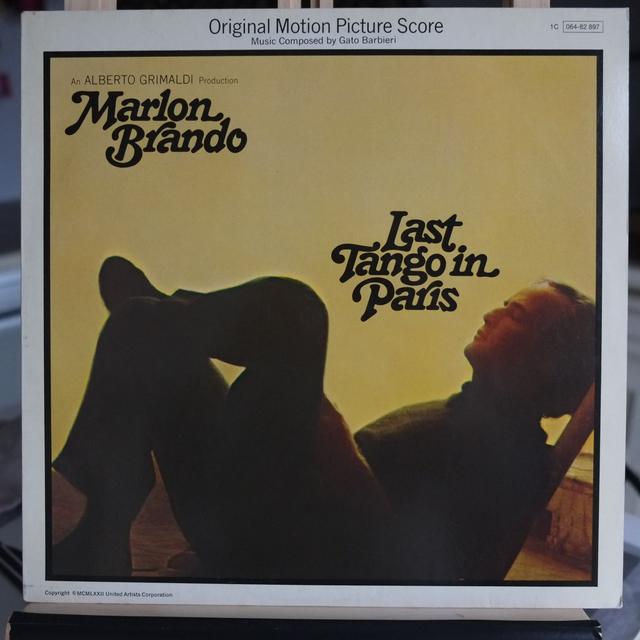 Original Motion Picture Score
Music Composed by Gato Barbieri
1C 064-82 897
An ALBERTO GRIMALDI Production
Marlon
Brando
Last
Tango in
Paris
Copyright ©MCMLXXII United Artists Corporation